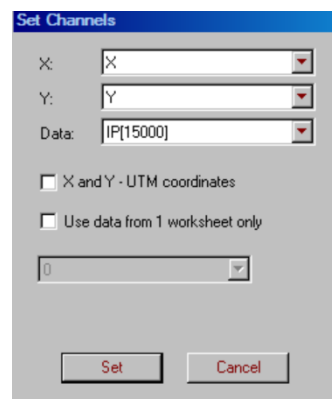 Set Channels
X: X
Y: Y
Data: IP[15000]
X and Y - UTM coordinates
Use data from 1 worksheet only
0
Set Cancel